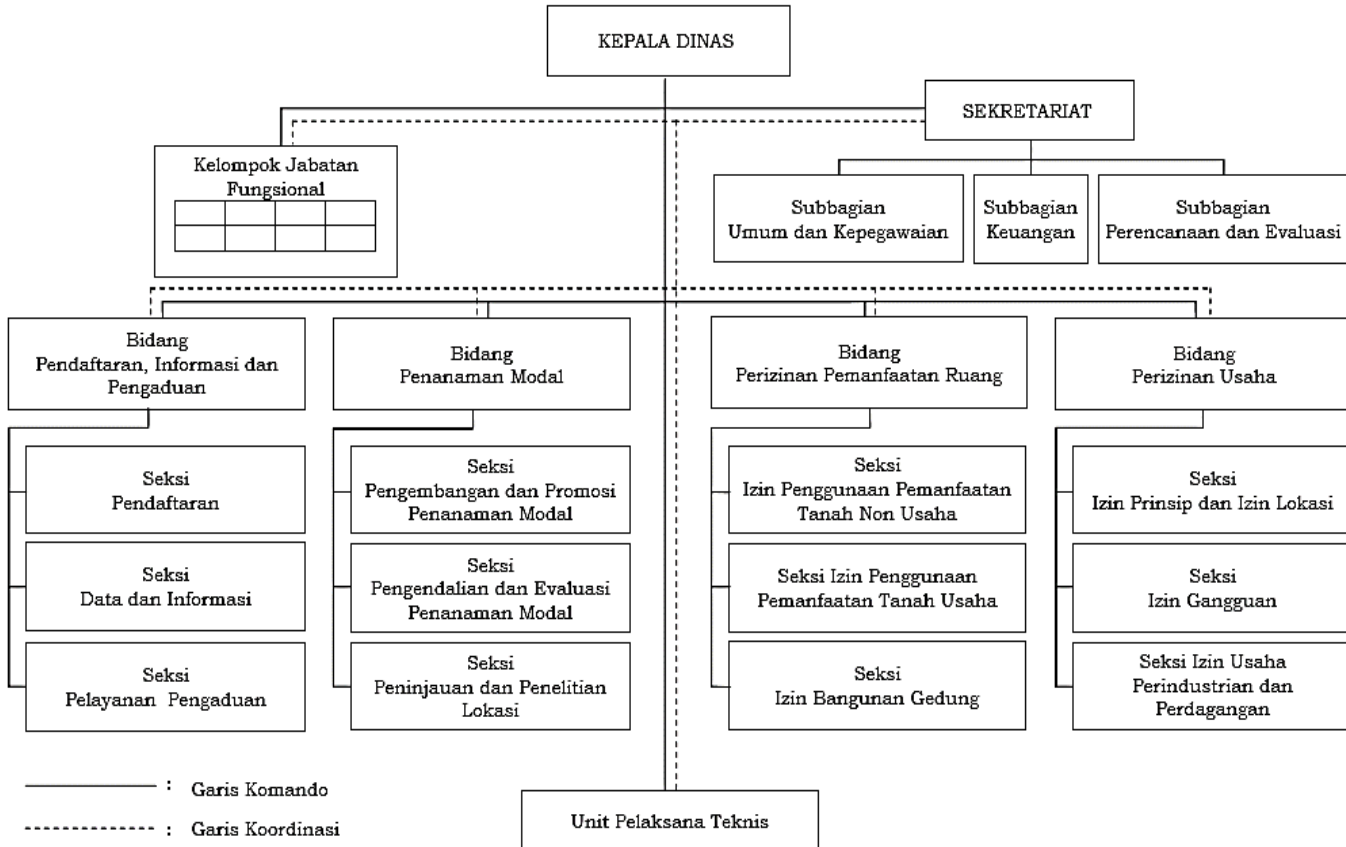 KEPALA DINAS
SEKRETARIAT
Kelompok Jabatan
Fungsional
Subbagian
Umum dan Kepegawaian
Subbagian
Keuangan
Subbagian
Perencanaan dan Evaluasi
Bidang
Pendaftaran, Informasi dan
Pengaduan
Bidang
Penanaman Modal
Bidang
Perizinan Pemanfaatan Ruang
Bidang
Perizinan Usaha
Seksi
Pendaftaran
Seksi
Data dan Informasi
Seksi
Pelayanan Pengaduan
Seksi
Pengembangan dan Promosi
Penanaman Modal
Seksi
Pengendalian dan Evaluasi
Penanaman Modal
Seksi
Peninjauan dan Penelitian
Lokasi
Seksi
Izin Penggunaan Pemanfaatan
Tanah Non Usaha
Seksi Izin Penggunaan
Pemanfaatan Tanah Usaha
Seksi
Izin Bangunan Gedung
Seksi
Izin Prinsip dan Izin Lokasi
Seksi
Izin Gangguan
Seksi Izin Usaha
Perindustrian dan
Perdagangan
: Garis Komando
: Garis Koordinasi
Unit Pelaksana Teknis